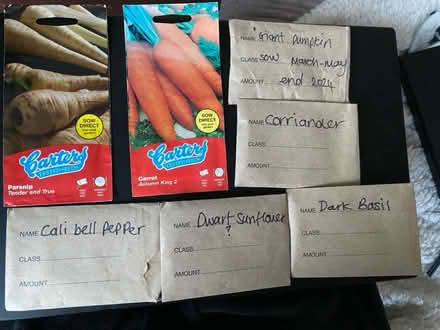 SOW
DIRECT
Carters
Parsnip
Tender and True
SOW
DIRECT
Carters
Carrot
Autumn King 2
NAME Giant Pumpkin
CLASS sow March-May
AMOUNT end 2024
NAME Corriander
CLASS
AMOUNT
NAME Cali bell Pepper
CLASS
AMOUNT
NAME Dwarf Sunflower
CLASS ?
AMOUNT
NAME Dark Basil
CLASS
AMOUNT